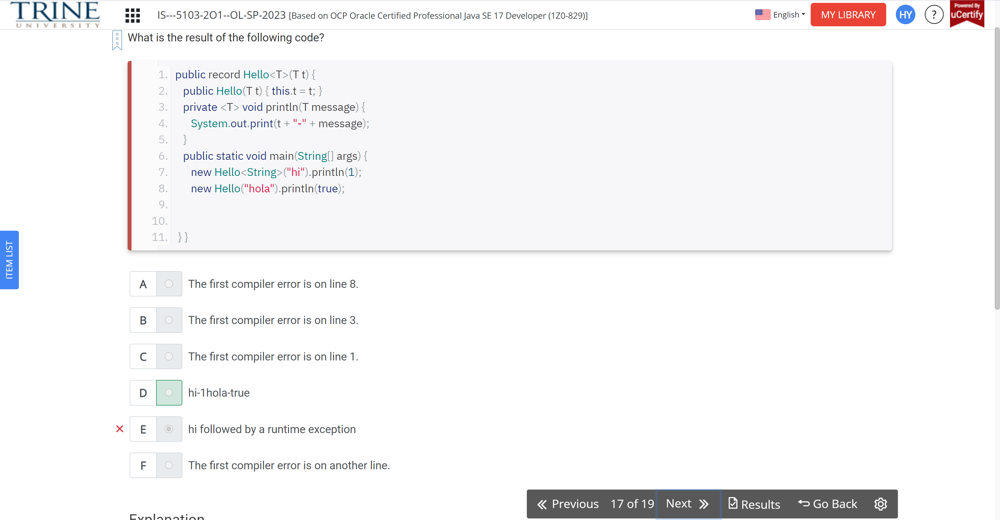 TRINE
UNIVERSITY
IS---5103-2O1--OL-SP-2023 [Based on OCP Oracle Certified Professional Java SE 17 Developer (1Z0-829)]
English
MY LIBRARY
HY
?
Powered By
uCertify
What is the result of the following code?
1. public record Hello<T>(T t) {
2. public Hello(T t) { this.t = t; }
3. private <T> void println(T message) {
4. System.out.print(t + "-" + message);
5. }
6. public static void main(String[] args) {
7. new Hello<String>("hi").println(1);
8. new Hello("hola").println(true);
9.
10.
11. } }
ITEM LIST
A The first compiler error is on line 8.
B The first compiler error is on line 3.
C The first compiler error is on line 1.
D hi-1hola-true
E hi followed by a runtime exception
F The first compiler error is on another line.
Previous 17 of 19 Next Results Go Back
Explanation